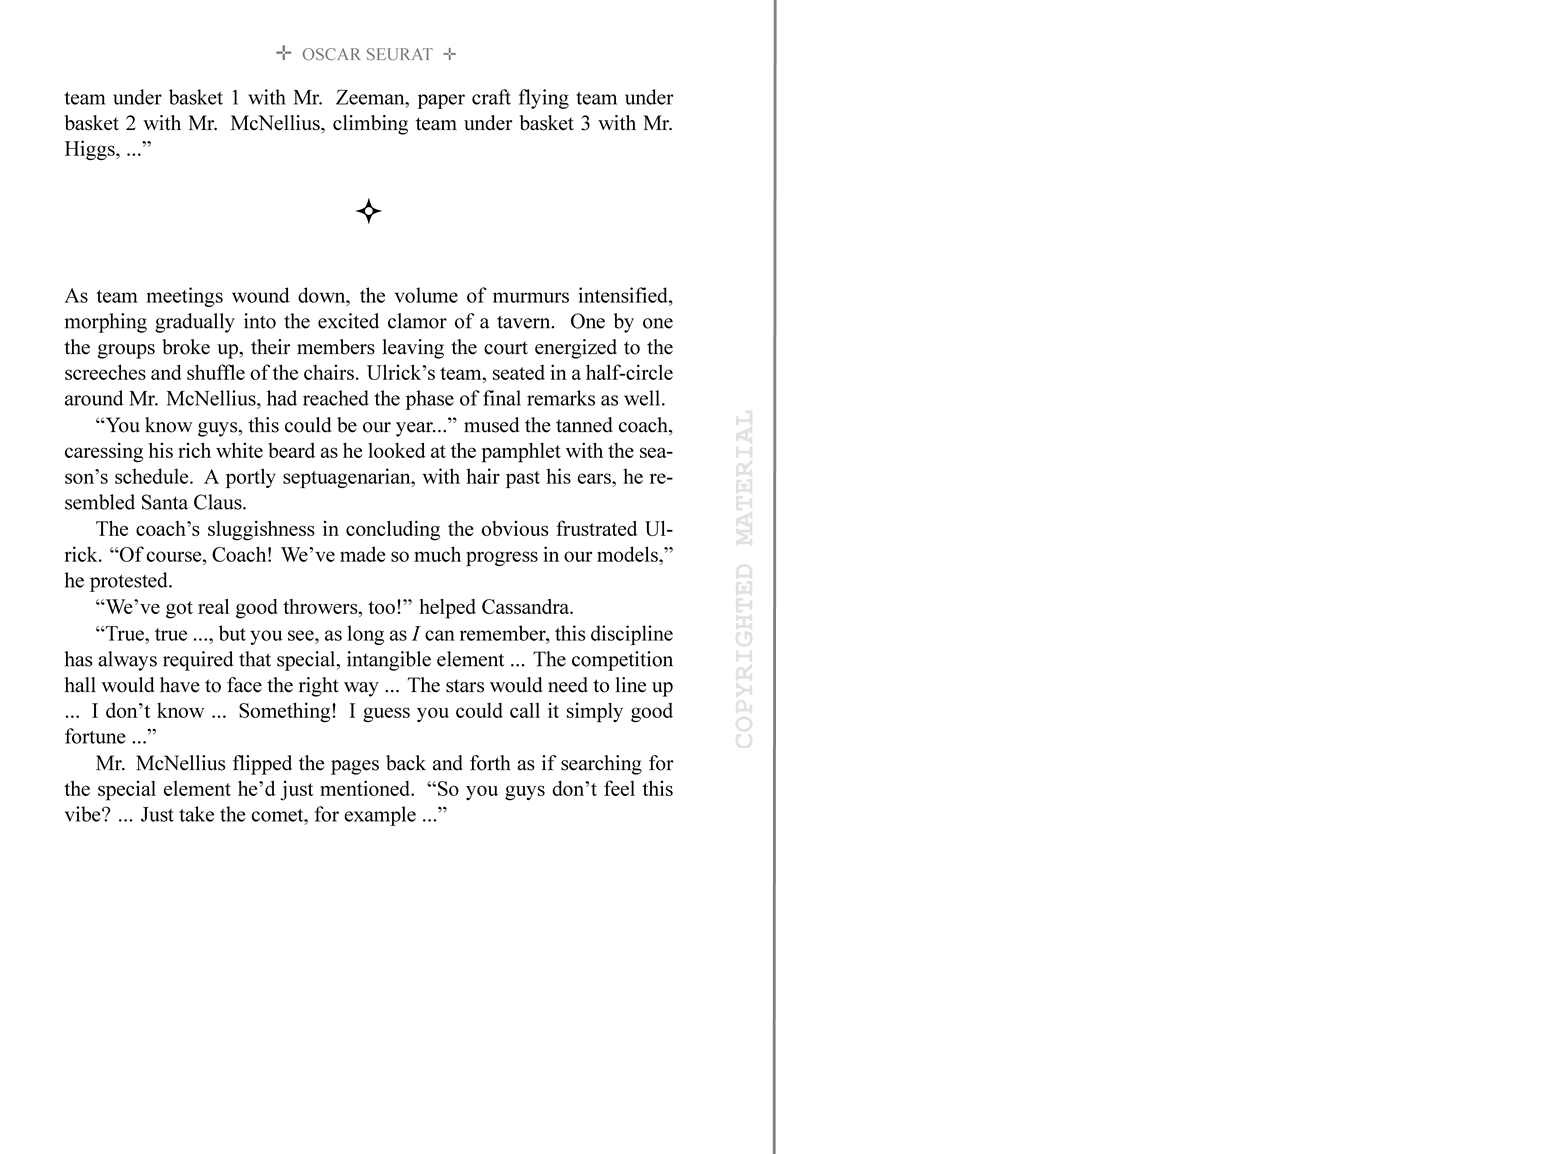 OSCAR SEURAT
team under basket 1 with Mr. Zeeman, paper craft flying team under
basket 2 with Mr. McNellius, climbing team under basket 3 with Mr.
Higgs, ...”
As team meetings wound down, the volume of murmurs intensified,
morphing gradually into the excited clamor of a tavern. One by one
the groups broke up, their members leaving the court energized to the
screeches and shuffle of the chairs. Ulrick’s team, seated in a half-circle
around Mr. McNellius, had reached the phase of final remarks as well.
“You know guys, this could be our year...” mused the tanned coach,
caressing his rich white beard as he looked at the pamphlet with the sea-
son’s schedule. A portly septuagenarian, with hair past his ears, he re-
sembled Santa Claus.
The coach’s sluggishness in concluding the obvious frustrated Ul-
rick. “Of course, Coach! We’ve made so much progress in our models,”
he protested.
“We’ve got real good throwers, too!” helped Cassandra.
“True, true ..., but you see, as long as I can remember, this discipline
has always required that special, intangible element ... The competition
hall would have to face the right way ... The stars would need to line up
... I don’t know ... Something! I guess you could call it simply good
fortune ...”
Mr. McNellius flipped the pages back and forth as if searching for
the special element he’d just mentioned. “So you guys don’t feel this
vibe? ... Just take the comet, for example ...”
COPYRIGHTED MATERIAL